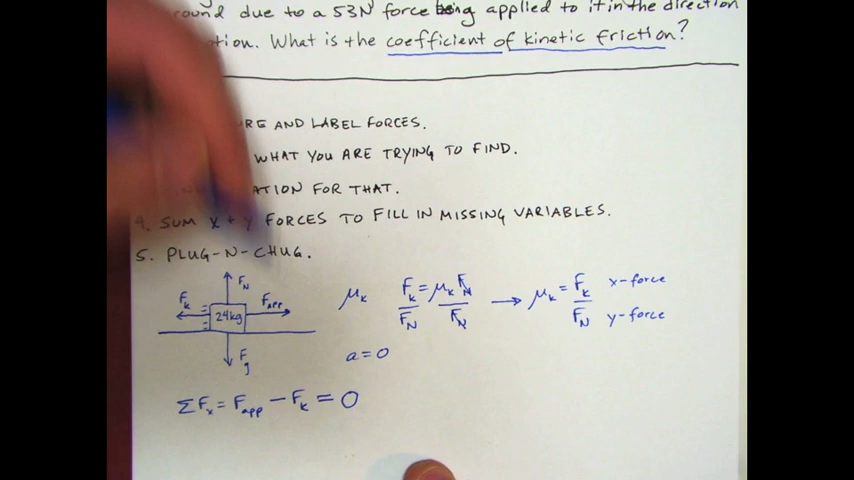 round due to a 53N force being applied to it in the direction
tion. What is the coefficient of kinetic friction?
URE AND LABEL FORCES.
WHAT YOU ARE TRYING TO FIND.
ATION FOR THAT.
4. SUM X + Y FORCES TO FILL IN MISSING VARIABLES.
5. PLUG-N-CHUG.
F_N
F_k
F_APP
24kg
F_g
μ_k F_k = μ_k F_N → μ_k = F_k x-force
F_N F_N F_N y-force
a = 0
ΣF_x = F_app - F_k = 0